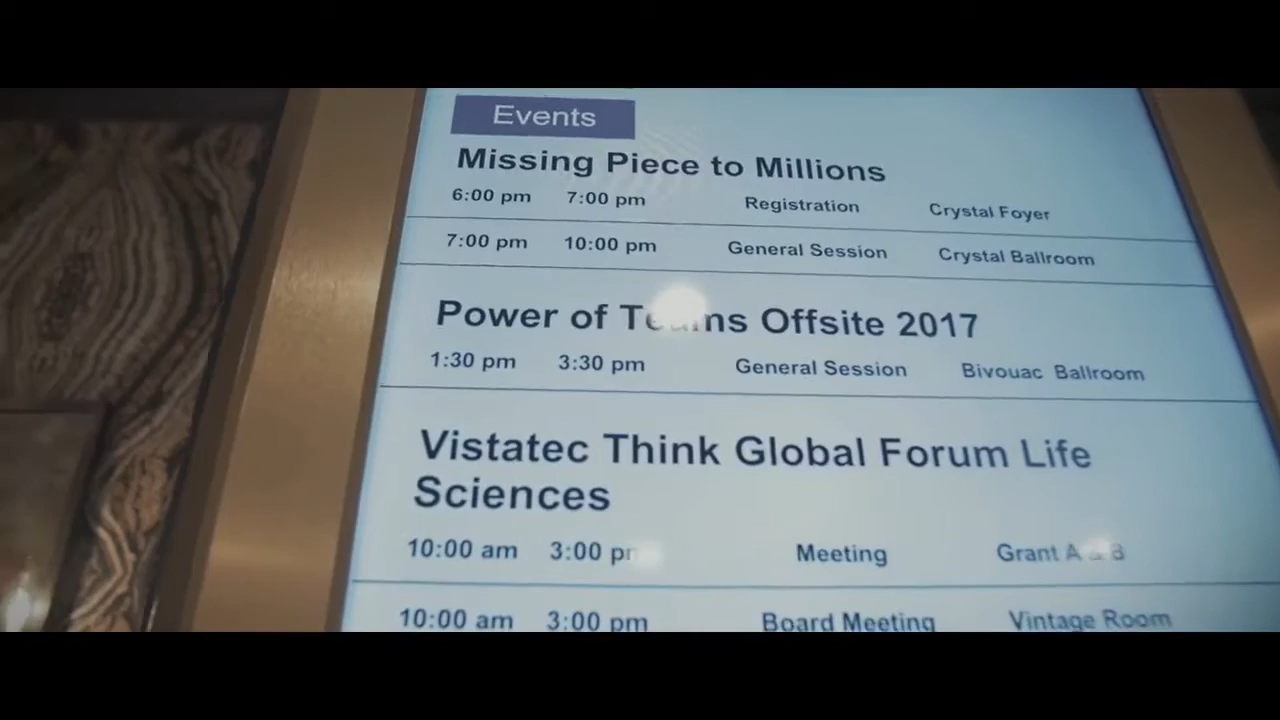 Events
Missing Piece to Millions
6:00 pm 7:00 pm Registration Crystal Foyer
7:00 pm 10:00 pm General Session Crystal Ballroom
Power of Teams Offsite 2017
1:30 pm 3:30 pm General Session Bivouac Ballroom
Vistatec Think Global Forum Life
Sciences
10:00 am 3:00 pm Meeting Grant A & B
10:00 am 3:00 pm Board Meeting Vintage Room